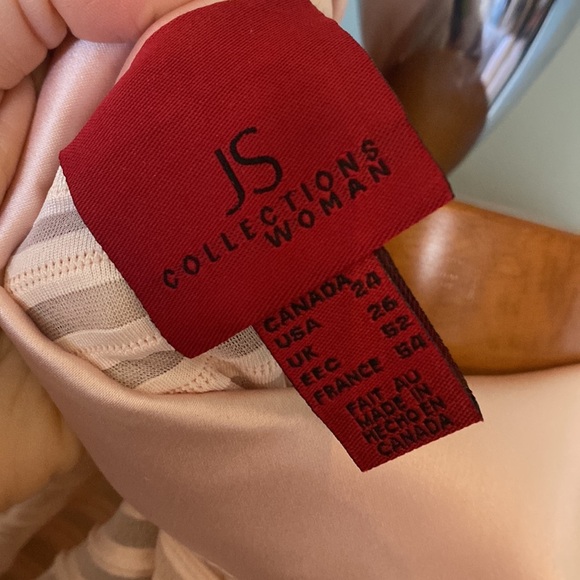 JS
COLLECTIONS
WOMAN
CANADA 24
USA
UK 26
EEC 52
FRANCE 54
FAIT AU
MADE IN
HECHO EN
CANADA